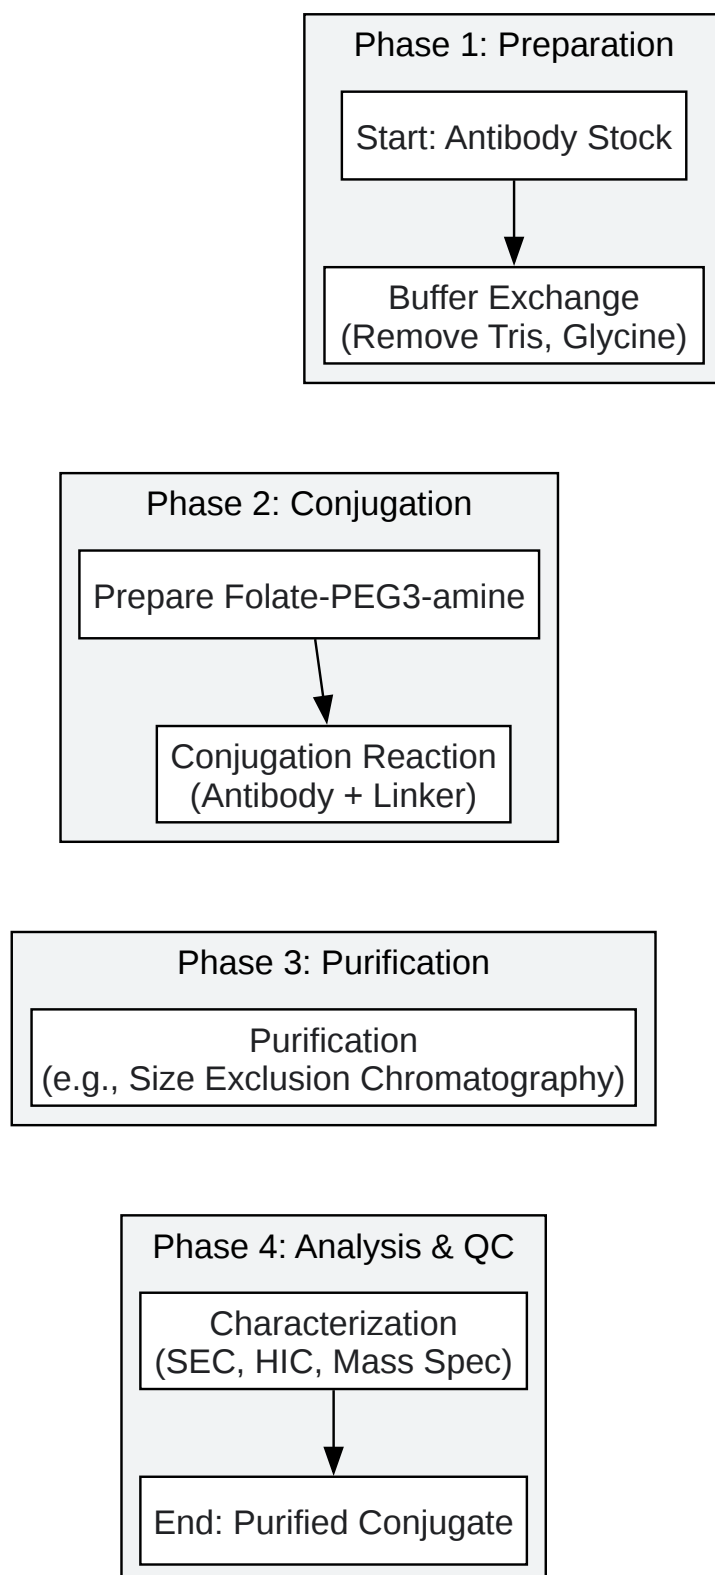 Phase 1: Preparation
Start: Antibody Stock
Buffer Exchange
(Remove Tris, Glycine)
Phase 2: Conjugation
Prepare Folate-PEG3-amine
Conjugation Reaction
(Antibody + Linker)
Phase 3: Purification
Purification
(e.g., Size Exclusion Chromatography)
Phase 4: Analysis & QC
Characterization
(SEC, HIC, Mass Spec)
End: Purified Conjugate